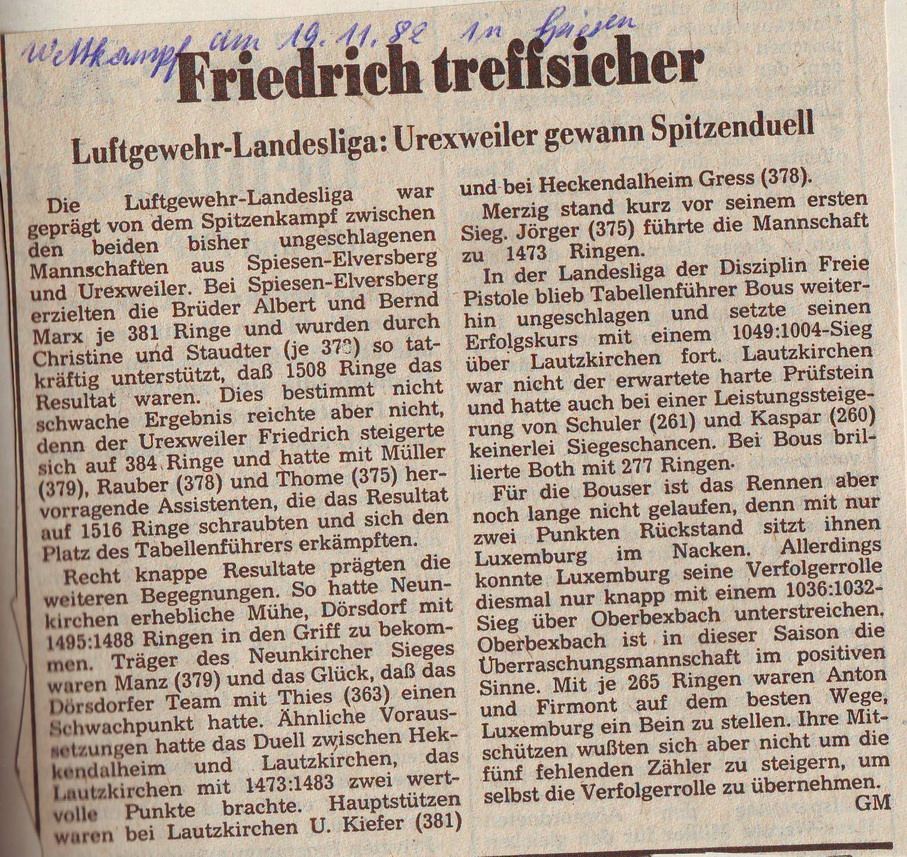 Wettkampf am 19.11.82 in Spiesen
Friedrich treffsicher
Luftgewehr-Landesliga: Urexweiler gewann Spitzenduell
Die Luftgewehr-Landesliga war
geprägt von dem Spitzenkampf zwischen
den beiden bisher ungeschlagenen
Mannschaften aus Spiesen-Elversberg
und Urexweiler. Bei Spiesen-Elversberg
erzielten die Brüder Albert und Bernd
Marx je 381 Ringe und wurden durch
Christine und Staudter (je 373) so tat-
kräftig unterstützt, daß 1508 Ringe das
Resultat waren. Dies bestimmt nicht
schwache Ergebnis reichte aber nicht,
denn der Urexweiler Friedrich steigerte
sich auf 384 Ringe und hatte mit Müller
(379), Rauber (378) und Thome (375) her-
vorragende Assistenten, die das Resultat
auf 1516 Ringe schraubten und sich den
Platz des Tabellenführers erkämpften.
Recht knappe Resultate prägten die
weiteren Begegnungen. So hatte Neun-
kirchen erhebliche Mühe, Dörsdorf mit
1495:1488 Ringen in den Griff zu bekom-
men. Träger des Neunkircher Sieges
waren Manz (379) und das Glück, daß das
Dörsdorfer Team mit Thies (363) einen
Schwachpunkt hatte. Ähnliche Voraus-
setzungen hatte das Duell zwischen Hek-
kendalheim und Lautzkirchen, das
Lautzkirchen mit 1473:1483 zwei wert-
volle Punkte brachte. Hauptstützen
waren bei Lautzkirchen U. Kiefer (381)
und bei Heckendalheim Gress (378).
Merzig stand kurz vor seinem ersten
Sieg. Jörger (375) führte die Mannschaft
zu 1473 Ringen.
In der Landesliga der Disziplin Freie
Pistole blieb Tabellenführer Bous weiter-
hin ungeschlagen und setzte seinen
Erfolgskurs mit einem 1049:1004-Sieg
über Lautzkirchen fort. Lautzkirchen
war nicht der erwartete harte Prüfstein
und hatte auch bei einer Leistungssteige-
rung von Schuler (261) und Kaspar (260)
keinerlei Siegeschancen. Bei Bous bril-
lierte Both mit 277 Ringen.
Für die Bouser ist das Rennen aber
noch lange nicht gelaufen, denn mit nur
zwei Punkten Rückstand sitzt ihnen
Luxemburg im Nacken. Allerdings
konnte Luxemburg seine Verfolgerrolle
diesmal nur knapp mit einem 1036:1032-
Sieg über Oberbexbach unterstreichen.
Oberbexbach ist in dieser Saison die
Überraschungsmannschaft im positiven
Sinne. Mit je 265 Ringen waren Anton
und Firmont auf dem besten Wege,
Luxemburg ein Bein zu stellen. Ihre Mit-
schützen wußten sich aber nicht um die
fünf fehlenden Zähler zu steigern, um
selbst die Verfolgerrolle zu übernehmen.
GM